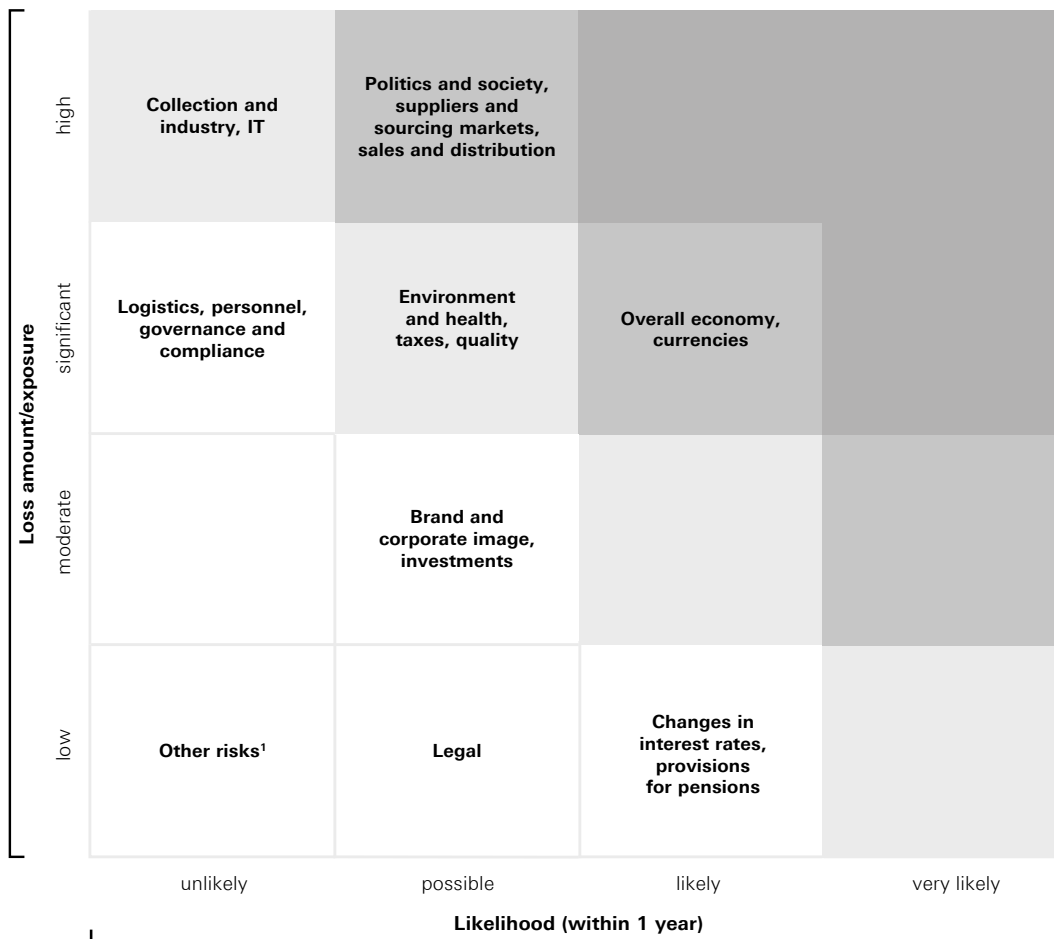 Loss amount/exposure
high
Collection and
industry, IT
Politics and society,
suppliers and
sourcing markets,
sales and distribution
significant
Logistics, personnel,
governance and
compliance
Environment
and health,
taxes, quality
Overall economy,
currencies
moderate
Brand and
corporate image,
investments
low
Other risks¹
Legal
Changes in
interest rates,
provisions
for pensions
unlikely
possible
likely
very likely
Likelihood (within 1 year)